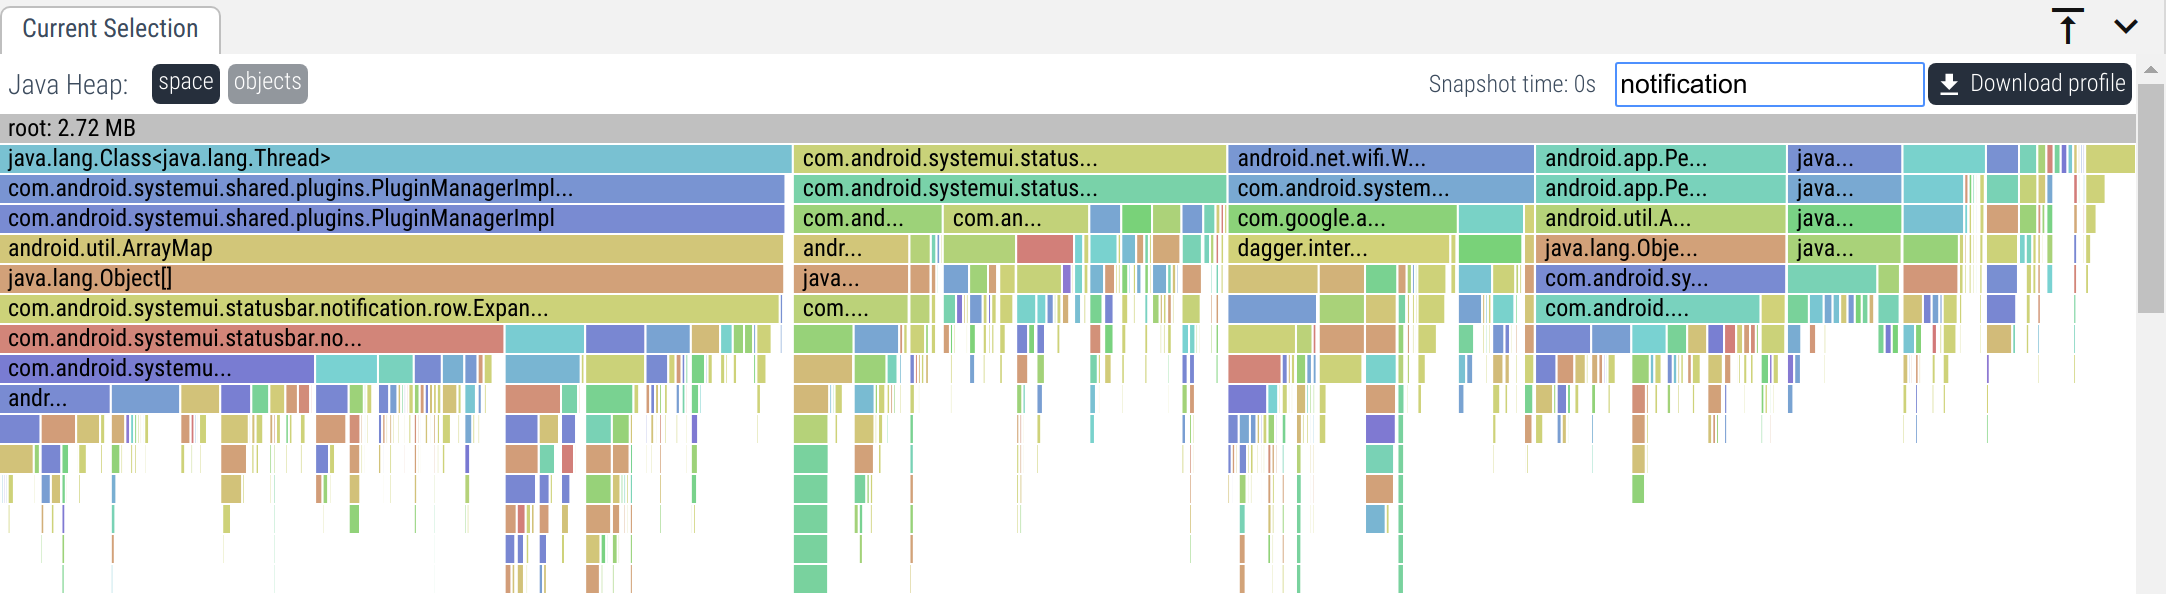 Current Selection
Java Heap: space objects Snapshot time: 0s notification Download profile
root: 2.72 MB
java.lang.Class<java.lang.Thread> com.android.systemui.status... android.net.wifi.W... android.app.Pe... java...
com.android.systemui.shared.plugins.PluginManagerImpl... com.android.systemui.status... com.android.system... android.app.Pe... java...
com.android.systemui.shared.plugins.PluginManagerImpl com.and... com.an... com.google.a... android.util.A... java...
android.util.ArrayMap andr... dagger.inter... java.lang.Obje... java...
java.lang.Object[] java... com.android.sy...
com.android.systemui.statusbar.notification.row.Expan... com.... com.android....
com.android.systemui.statusbar.no...
com.android.systemu...
andr...